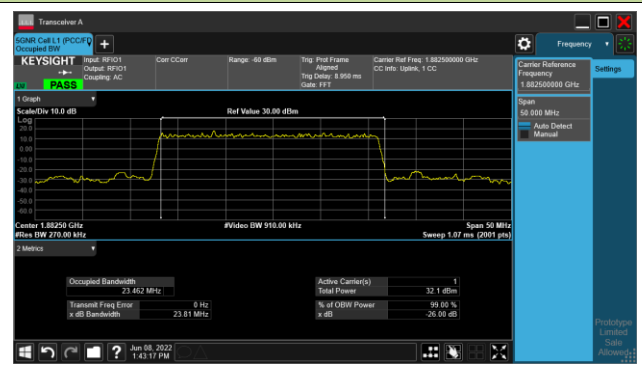 Transceiver A
5GNR Cell L1 (PCC/F
Occupied BW
KEYSIGHT
LXI
PASS
Input: RFIO1
Output: RFIO1
Coupling: AC
Corr CCorr
Range: -60 dBm
Trig: Prot Frame
Aligned
Trig Delay: 8.950 ms
Gate: FFT
Carrier Ref Freq: 1.882500000 GHz
CC Info: Uplink, 1 CC
Frequency
Carrier Reference
Frequency
1.882500000 GHz
Settings
Span
50.000 MHz
Auto Detect
Manual
1 Graph
Scale/Div 10.0 dB
Ref Value 30.00 dBm
Log
20.0
10.0
0.00
-10.0
-20.0
-30.0
-40.0
-50.0
-60.0
Center 1.88250 GHz
#Video BW 910.00 kHz
Span 50 MHz
#Res BW 270.00 kHz
Sweep 1.07 ms (2001 pts)
2 Metrics
Occupied Bandwidth
23.462 MHz
Active Carrier(s) 1
Total Power 32.1 dBm
Transmit Freq Error 0 Hz
x dB Bandwidth 23.81 MHz
% of OBW Power 99.00 %
x dB -26.00 dB
Prototype
Limited
Sale
Allowed
Jun 08, 2022
1:43:17 PM